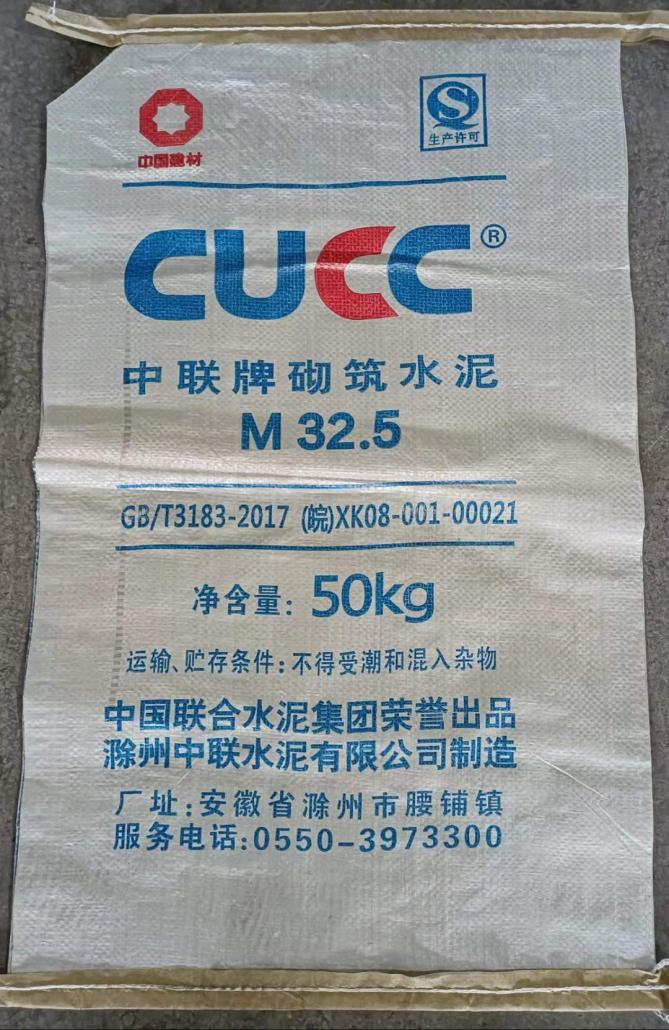 中国建材
生产许可
CUCC®
中联牌砌筑水泥
M 32.5
GB/T3183-2017 (皖)XK08-001-00021
净含量: 50kg
运输、贮存条件: 不得受潮和混入杂物
中国联合水泥集团荣誉出品
滁州中联水泥有限公司制造
厂址:安徽省滁州市腰铺镇
服务电话:0550-3973300